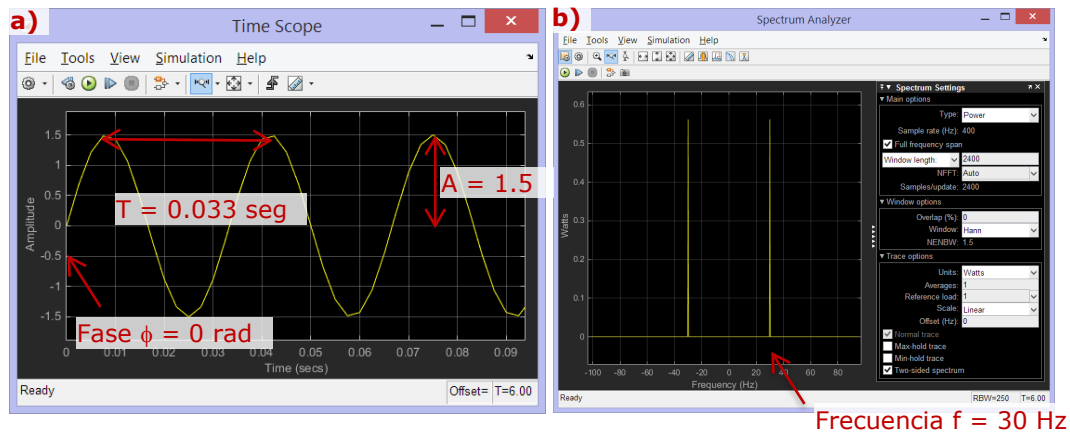 a)
Time Scope
File Tools View Simulation Help
1.5
1
0.5
0
-0.5
-1
-1.5
Amplitude
T = 0.033 seg
A = 1.5
Fase ϕ = 0 rad
0 0.01 0.02 0.03 0.04 0.05 0.06 0.07 0.08 0.09
Time (secs)
Ready
Offset= T=6.00
b)
Spectrum Analyzer
File Tools View Simulation Help
0.6
0.5
0.4
0.3
0.2
0.1
0
Watts
-100 -80 -60 -40 -20 0 20 40 60 80
Frequency (Hz)
Spectrum Settings
Main options
Type: Power
Sample rate (Hz): 400
Full frequency span
Window length: 2400
NFFT: Auto
Samples/update: 2400
Window options
Overlap (%): 0
Window: Hann
NENBW: 1.5
Trace options
Units: Watts
Averages: 1
Reference load: 1
Scale: Linear
Offset (Hz): 0
Normal trace
Max-hold trace
Min-hold trace
Two-sided spectrum
Ready
RBW=250 T=6.00
Frecuencia f = 30 Hz